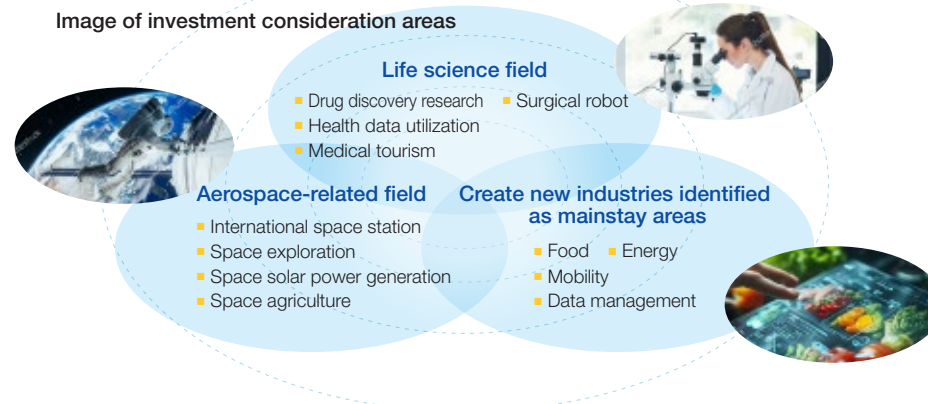 Image of investment consideration areas
Life science field
Drug discovery research Surgical robot
Health data utilization
Medical tourism
Aerospace-related field
International space station
Space exploration
Space solar power generation
Space agriculture
Create new industries identified
as mainstay areas
Food Energy
Mobility
Data management